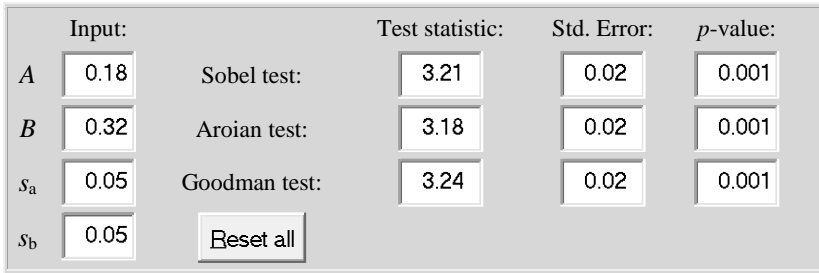 Input: Test statistic: Std. Error: p-value:
A 0.18 Sobel test: 3.21 0.02 0.001
B 0.32 Aroian test: 3.18 0.02 0.001
sa 0.05 Goodman test: 3.24 0.02 0.001
sb 0.05 Reset all